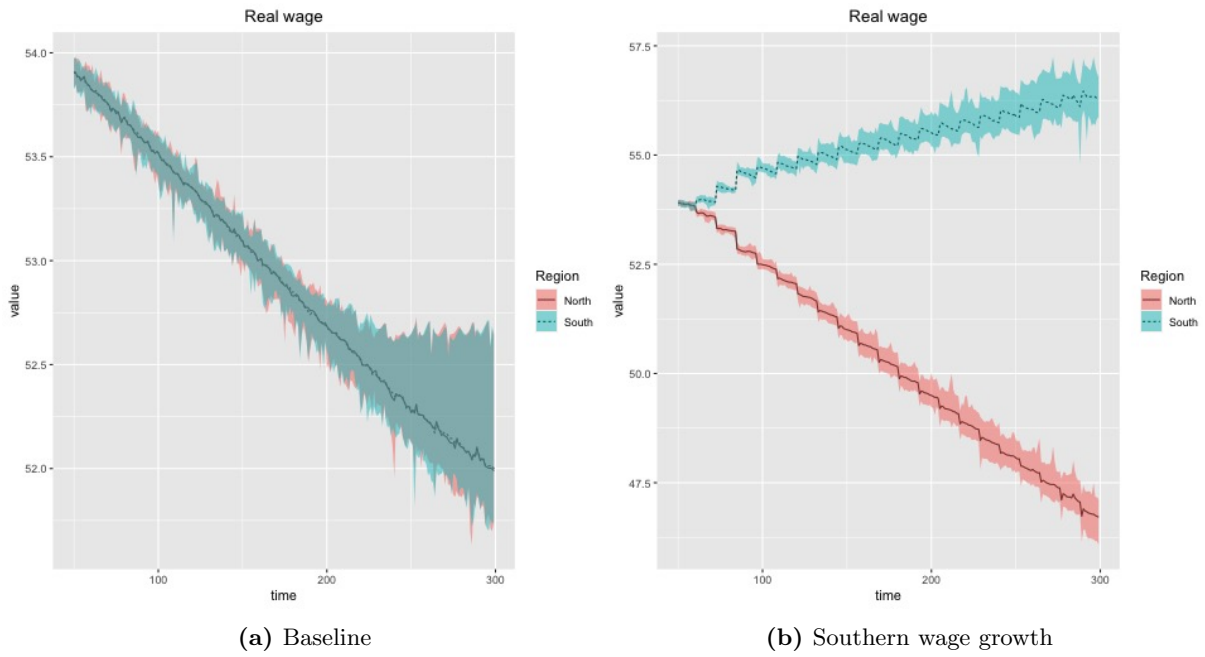 Real wage
54.0
53.5
53.0
52.5
52.0
value
100
200
300
time
Region
North
South
(a) Baseline
Real wage
57.5
55.0
52.5
50.0
47.5
value
100
200
300
time
Region
North
South
(b) Southern wage growth